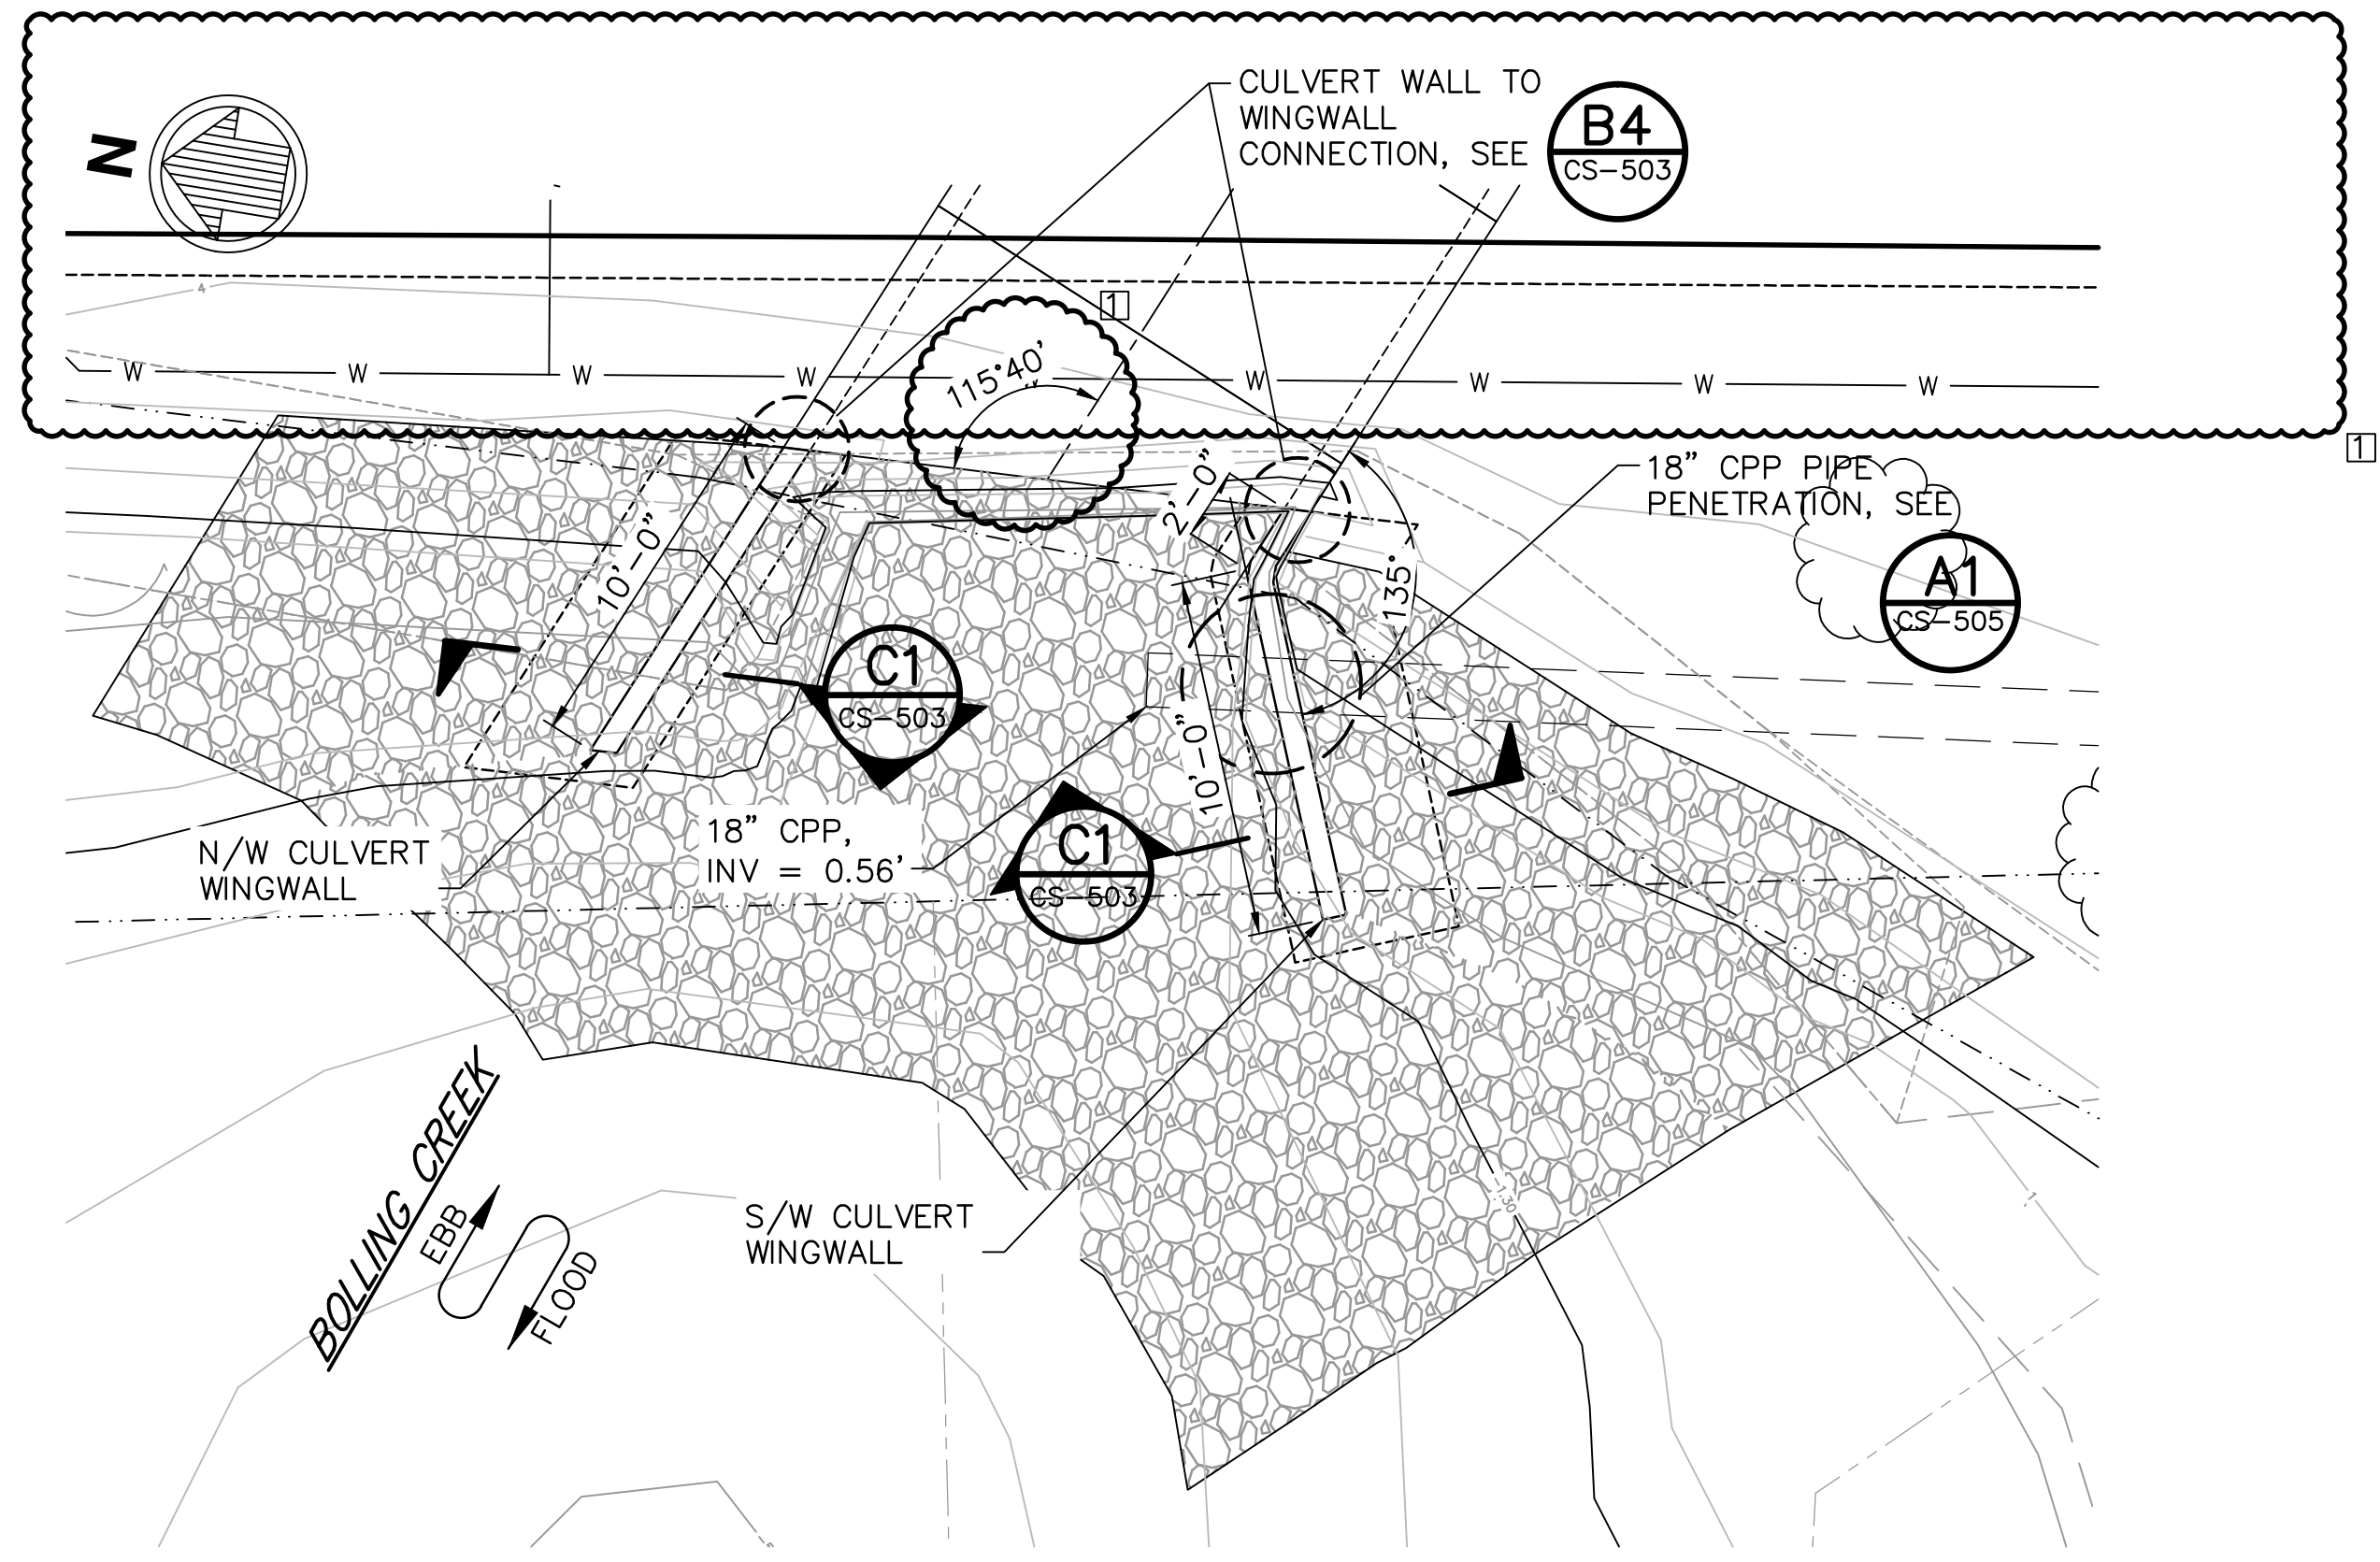 CULVERT WALL TO
WINGWALL
CONNECTION, SEE
B4
CS-503
N
1
4
W W W W W W W W
115°40'
1
18" CPP PIPE
PENETRATION, SEE
A1
CS-505
2'-0"
10'-0"
135°
C1
CS-503
10'-0"
18" CPP,
INV = 0.56'
C1
CS-503
N/W CULVERT
WINGWALL
S/W CULVERT
WINGWALL
BOLLING CREEK
EBB
FLOOD